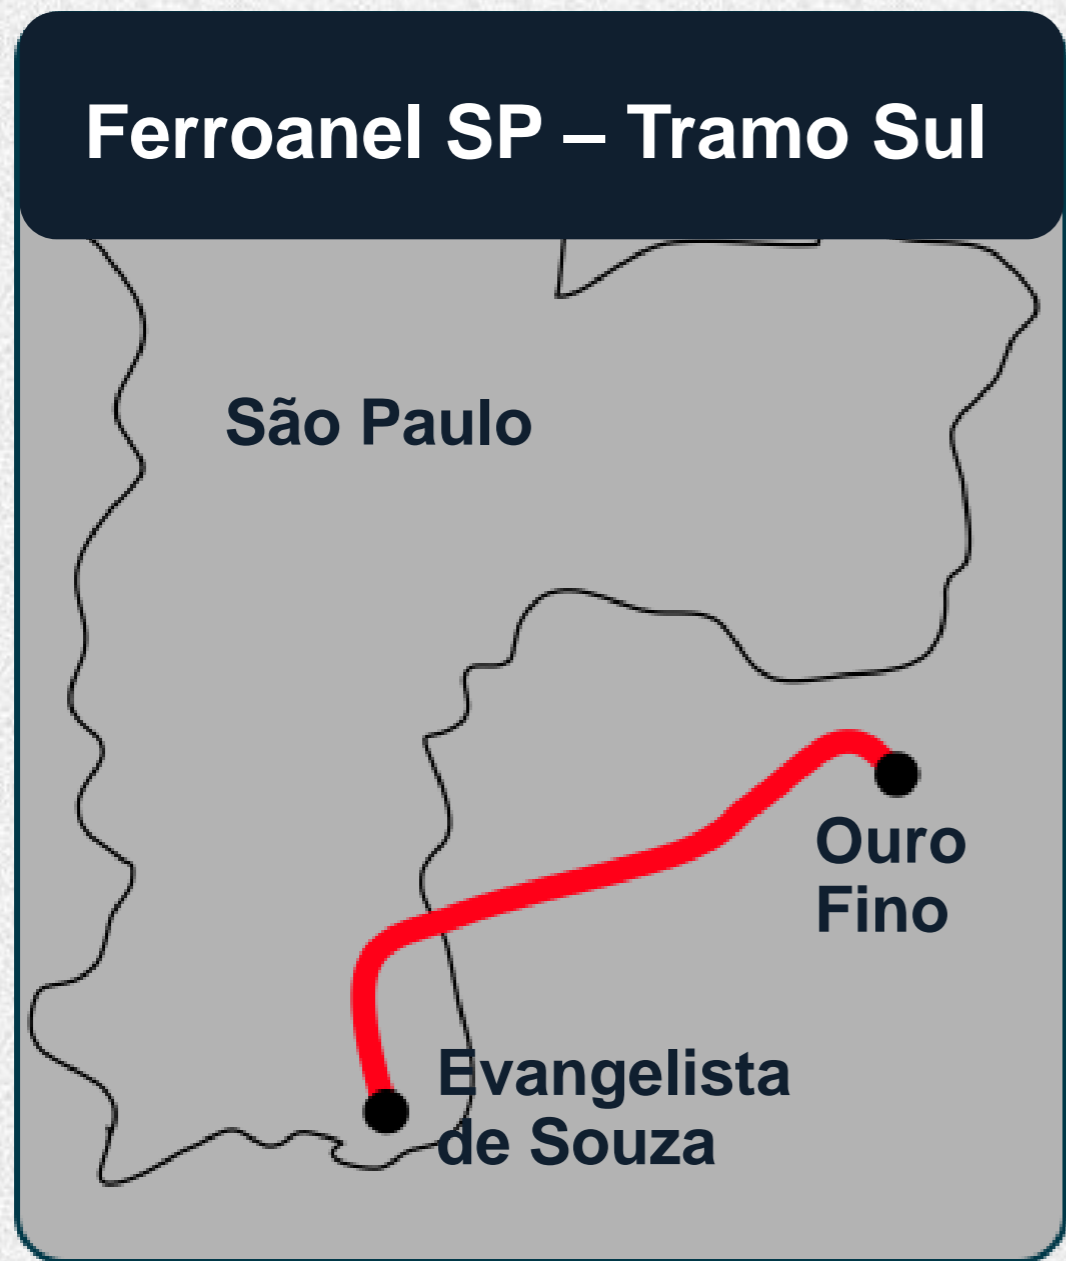 Ferroanel SP – Tramo Sul
São Paulo
Ouro
Fino
Evangelista
de Souza